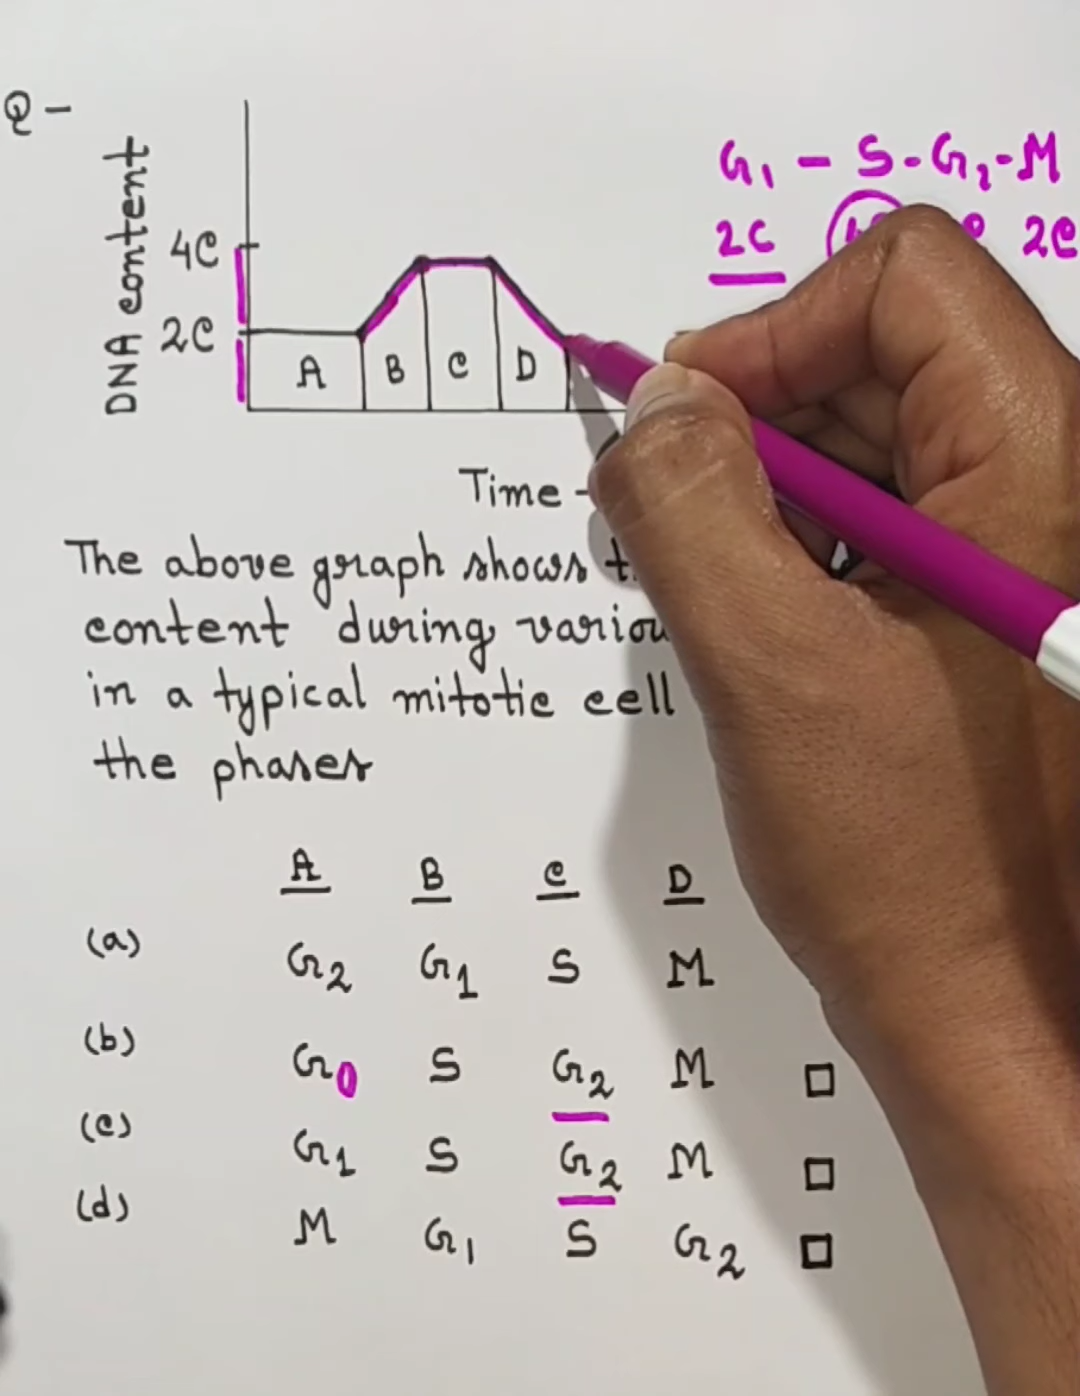 Q-
G₁ - S - G₂ - M
2C 2C
DNA content
4C
2C
A B C D
Time -
The above graph shows
content during
in a typical mitotic cell
the phases
A B C D
(a) G2 G1 S M
(b) G0 S G2 M
(c) G1 S G2 M
(d) M G1 S G2